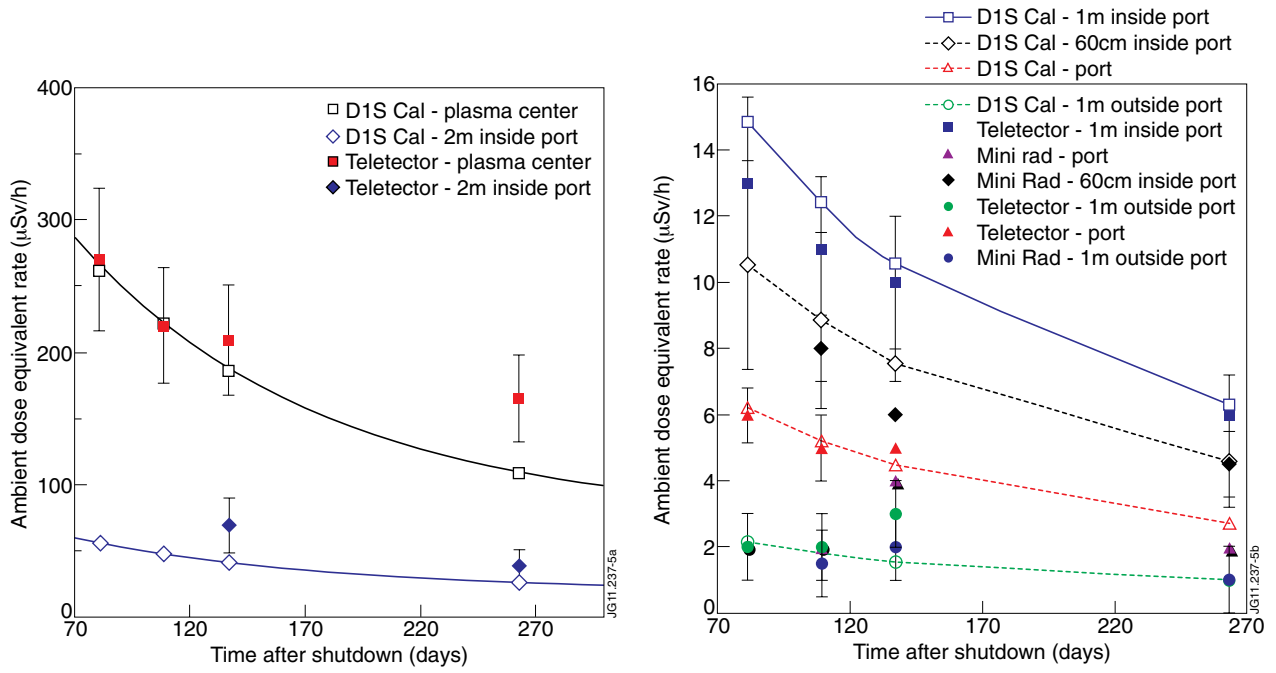 400
300
200
100
0
70
120
170
220
270
Ambient dose equivalent rate (μSv/h)
Time after shutdown (days)
D1S Cal - plasma center
D1S Cal - 2m inside port
Teletector - plasma center
Teletector - 2m inside port
JG11.237-5a
D1S Cal - 1m inside port
D1S Cal - 60cm inside port
D1S Cal - port
D1S Cal - 1m outside port
Teletector - 1m inside port
Mini rad - port
Mini Rad - 60cm inside port
Teletector - 1m outside port
Teletector - port
Mini Rad - 1m outside port
16
14
12
10
8
6
4
2
0
70
120
170
220
270
Ambient dose equivalent rate (μSv/h)
Time after shutdown (days)
JG11.237-5b